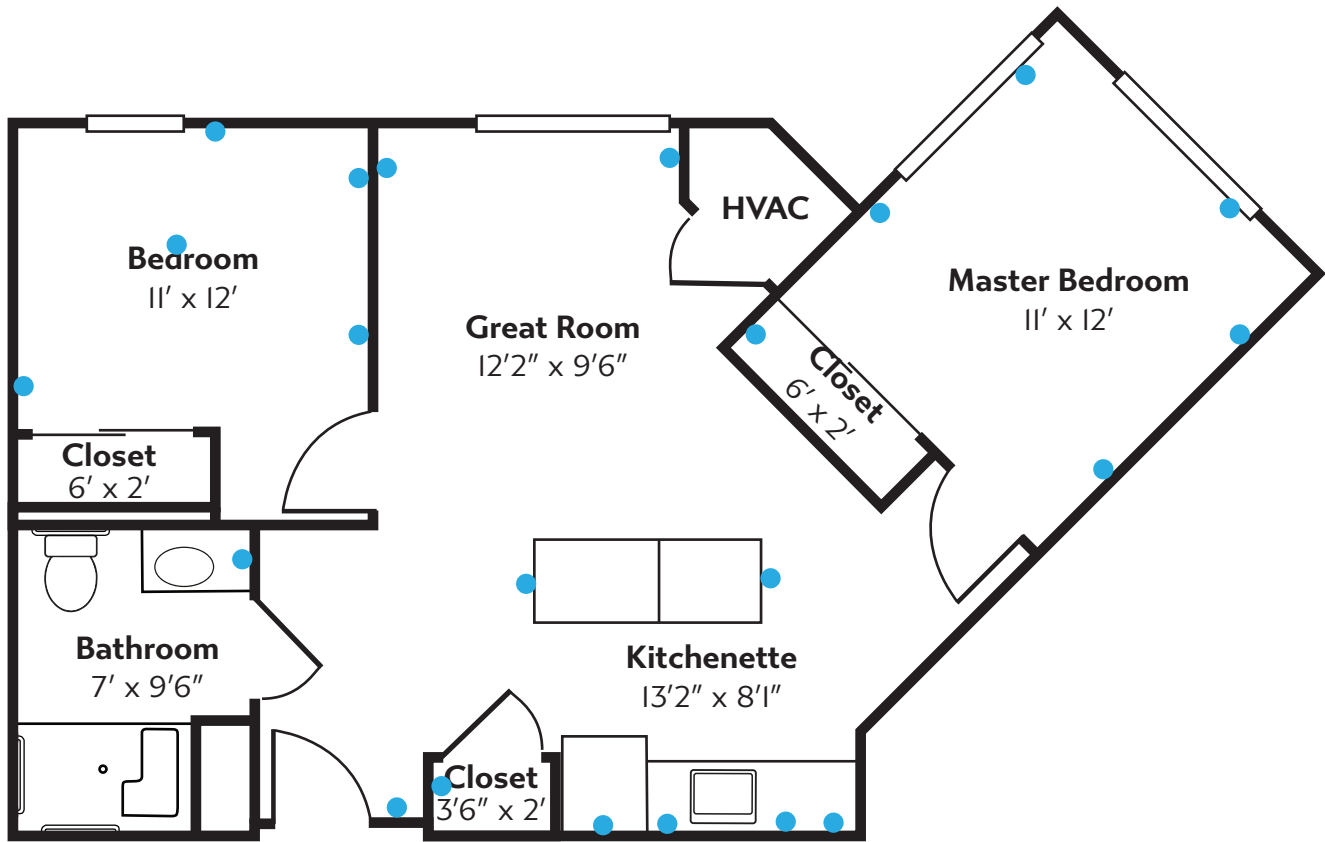 HVAC
Bedroom
11' x 12'
Master Bedroom
11' x 12'
Great Room
12'2" x 9'6"
Closet
6' x 2'
Closet
6' x 2'
Bathroom
7' x 9'6"
Kitchenette
13'2" x 8'1"
Closet
3'6" x 2'